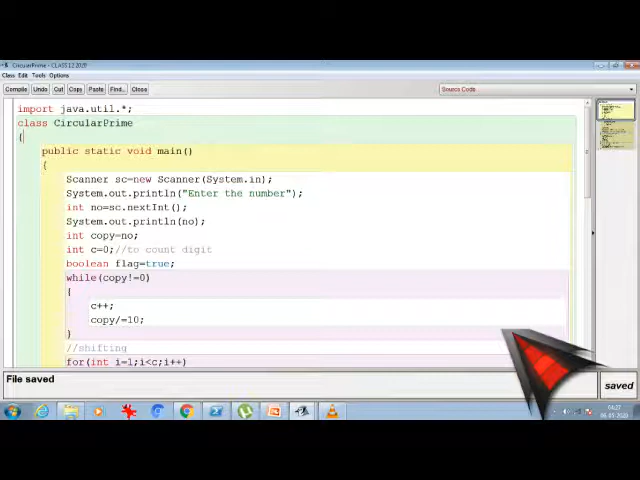 CircularPrime - CLASS 12 2020
Class Edit Tools Options
Compile Undo Cut Copy Paste Find... Close Source Code
import java.util.*;
class CircularPrime
{
public static void main()
{
Scanner sc=new Scanner(System.in);
System.out.println("Enter the number");
int no=sc.nextInt();
System.out.println(no);
int copy=no;
int c=0;//to count digit
boolean flag=true;
while(copy!=0)
{
c++;
copy/=10;
}
//shifting
for(int i=1;i<c;i++)
File saved
saved